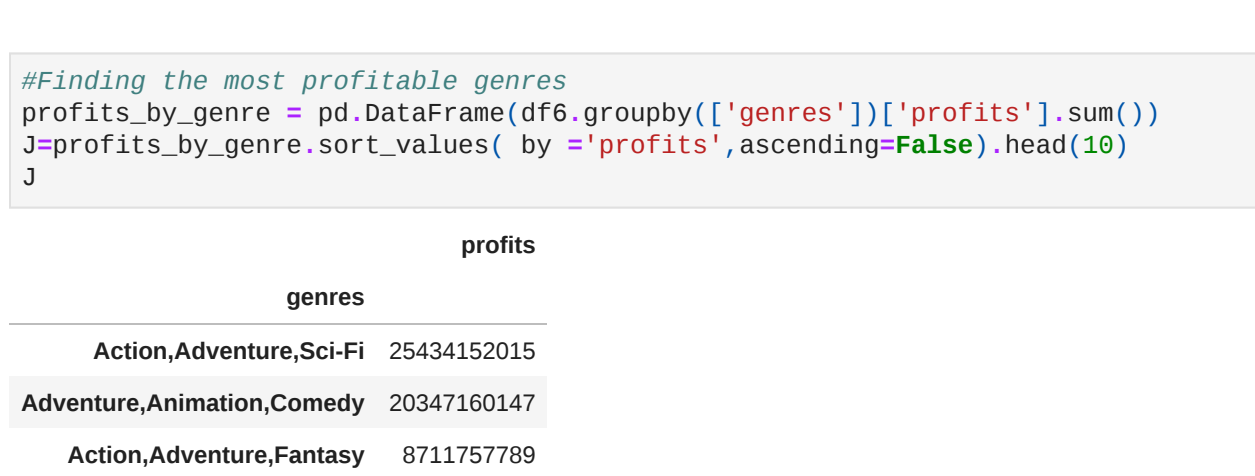 #Finding the most profitable genres
profits_by_genre = pd.DataFrame(df6.groupby(['genres'])['profits'].sum())
J=profits_by_genre.sort_values( by ='profits',ascending=False).head(10)
J
profits
genres
Action,Adventure,Sci-Fi 25434152015
Adventure,Animation,Comedy 20347160147
Action,Adventure,Fantasy 8711757789